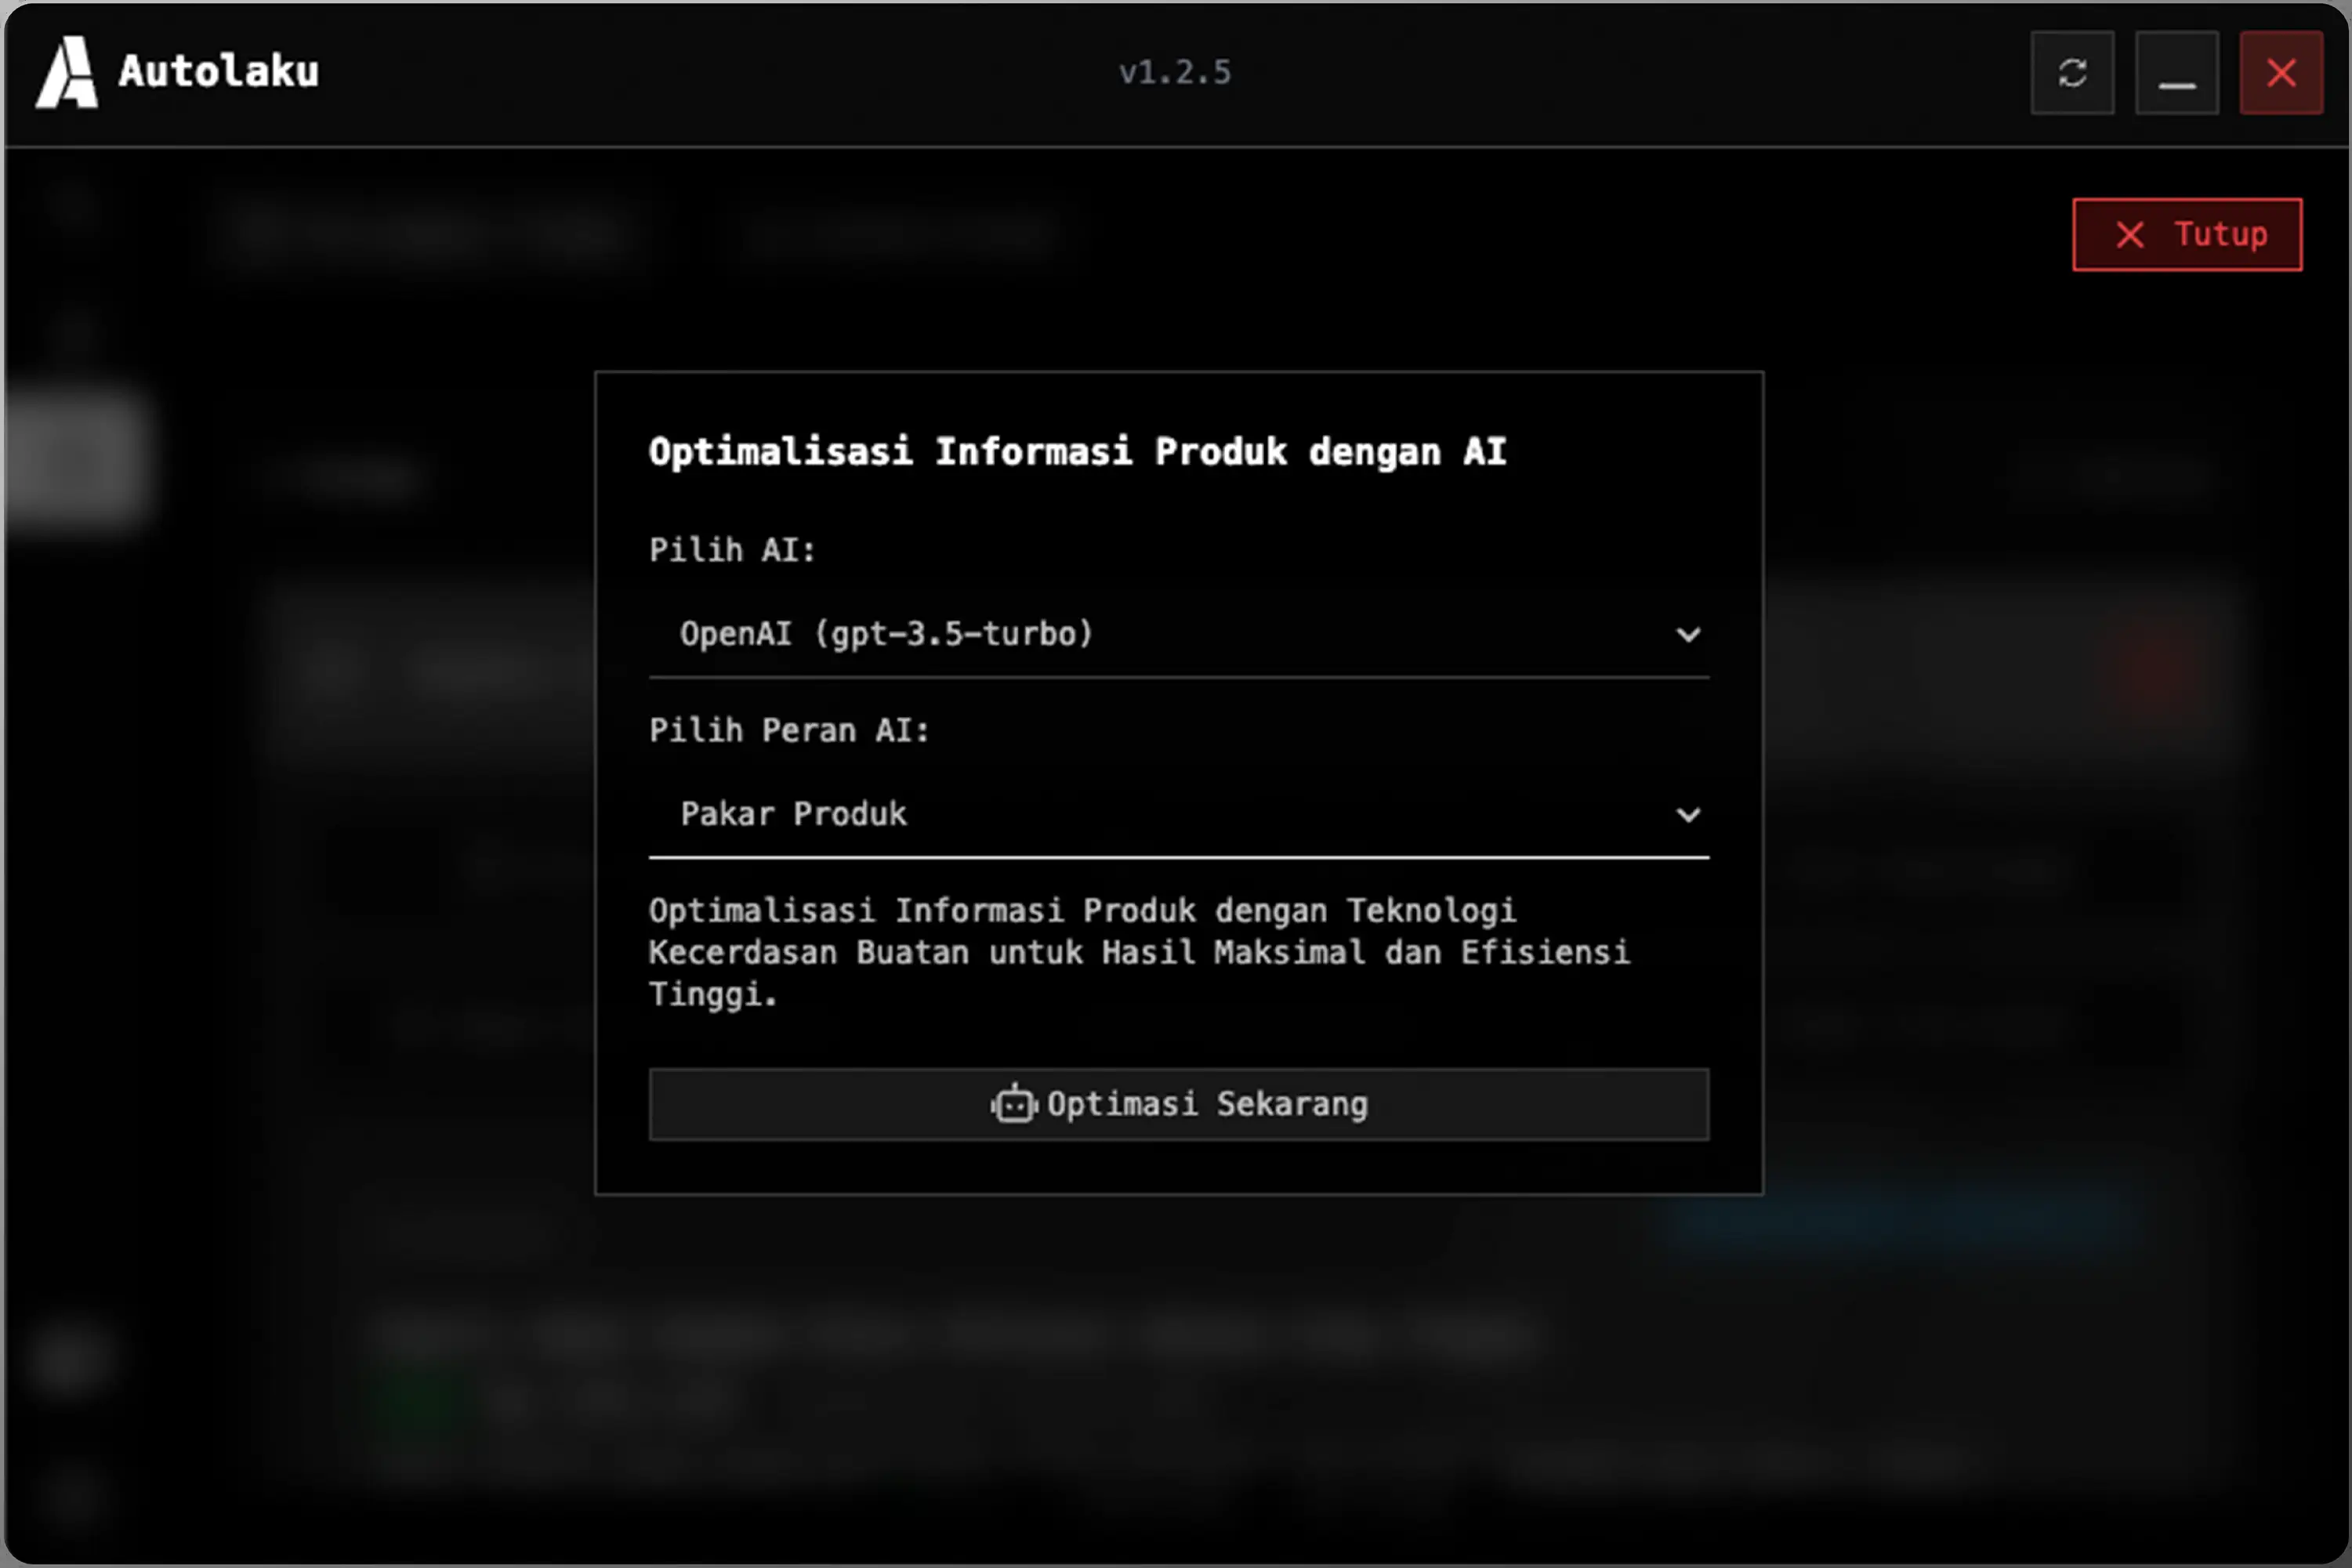 Autolaku
v1.2.5
Tutup
Optimalisasi Informasi Produk dengan AI
Pilih AI:
OpenAI (gpt-3.5-turbo)
Pilih Peran AI:
Pakar Produk
Optimalisasi Informasi Produk dengan Teknologi
Kecerdasan Buatan untuk Hasil Maksimal dan Efisiensi
Tinggi.
Optimasi Sekarang